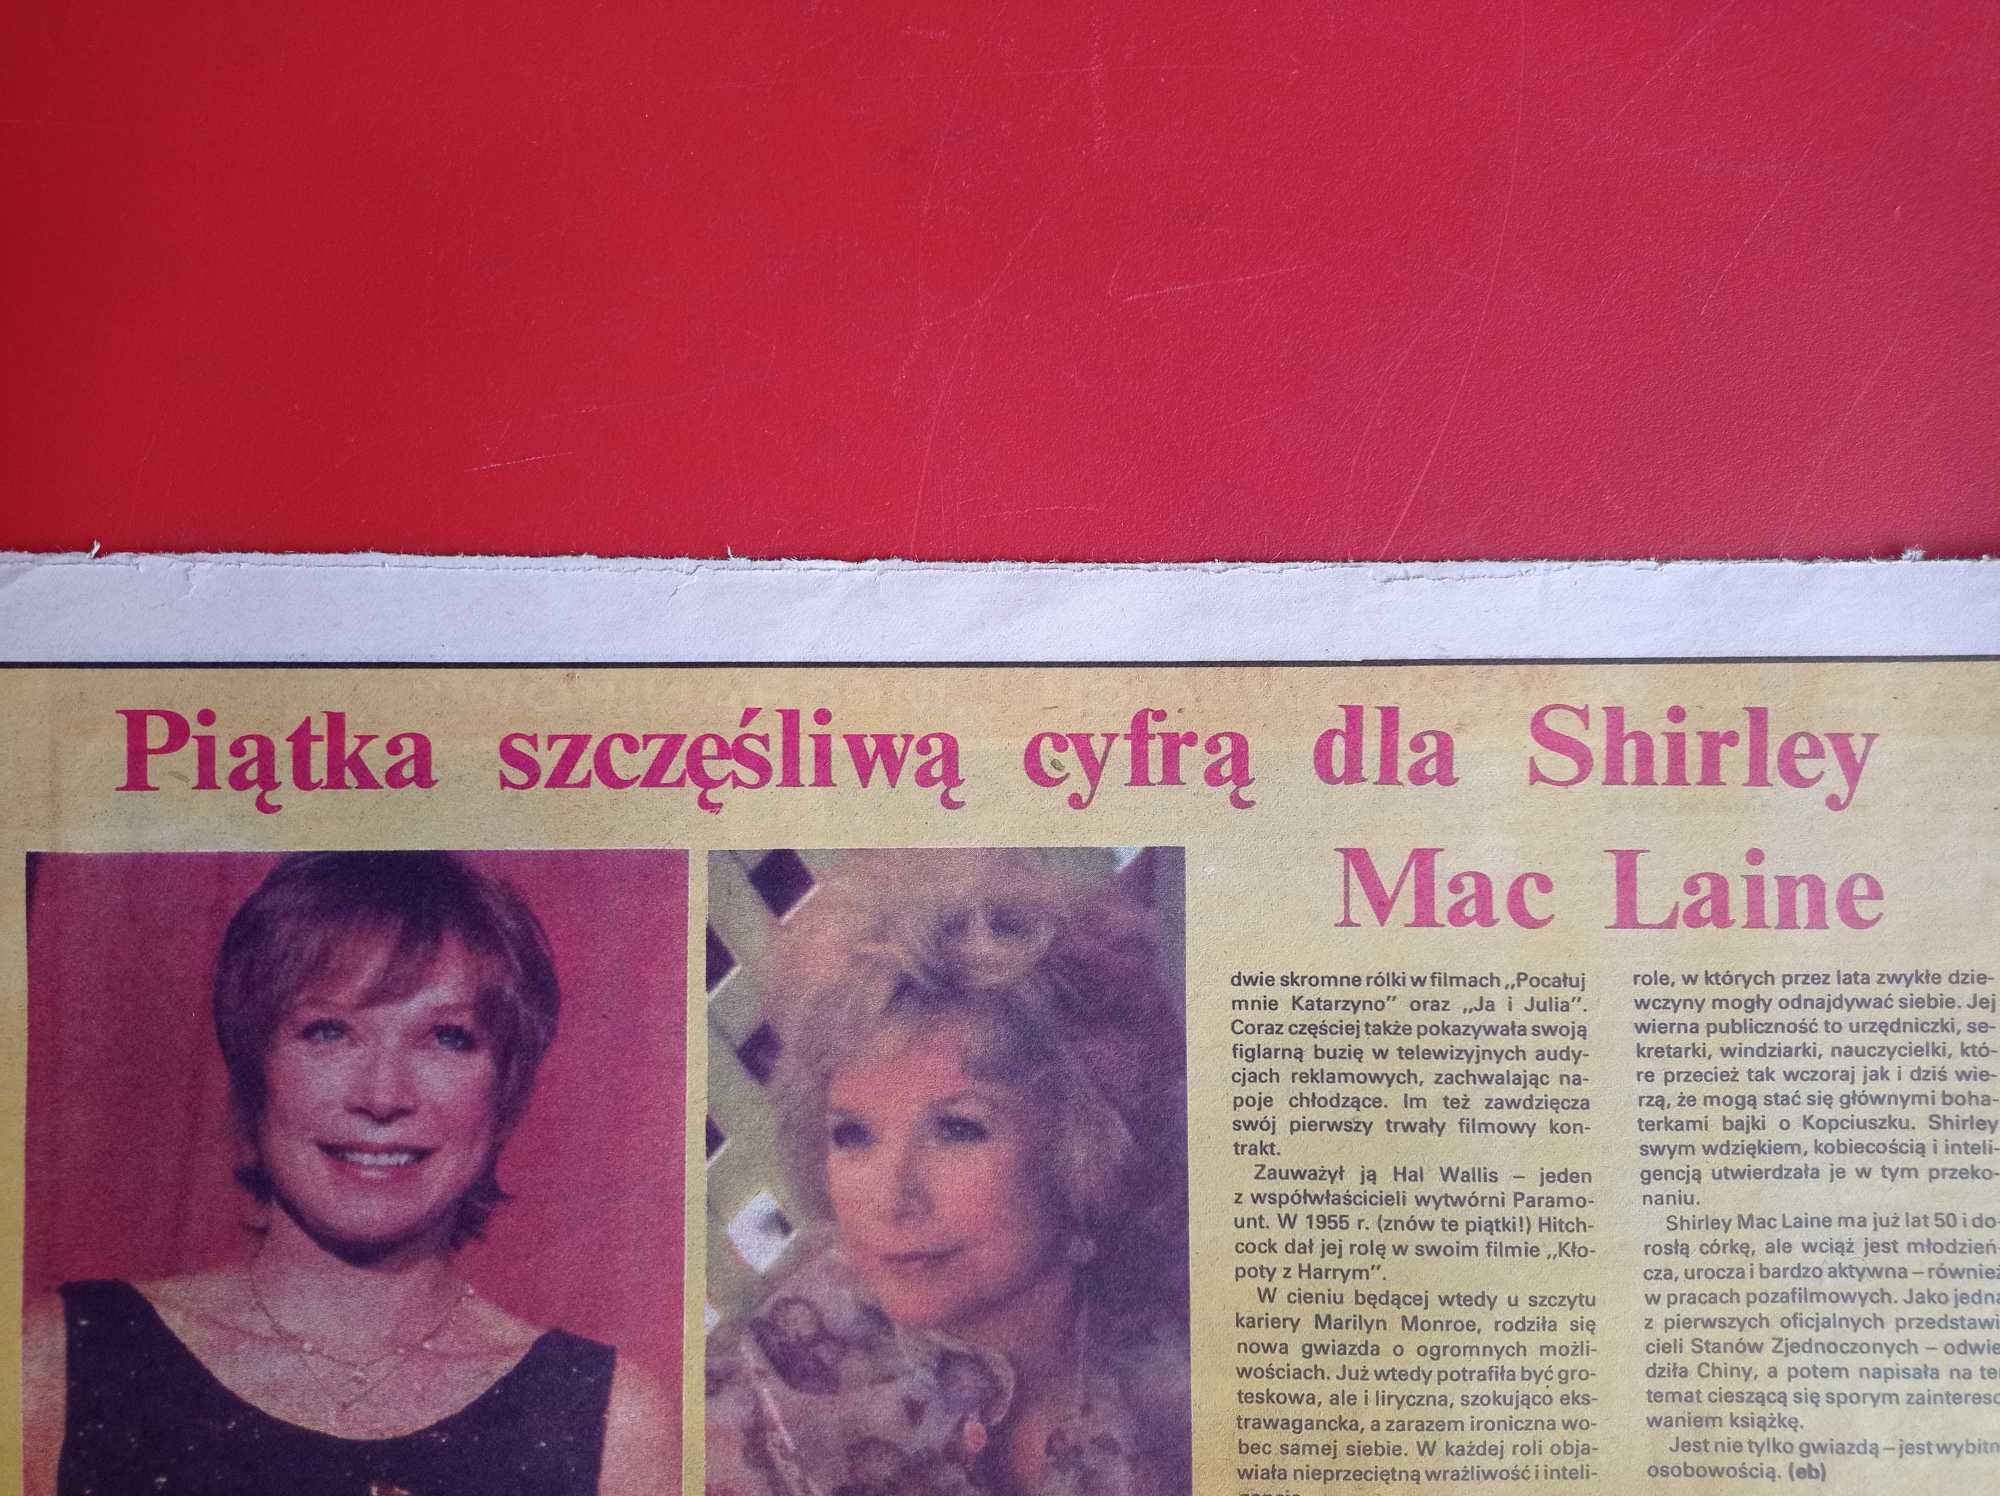 Piątka szczęśliwą cyfrą dla Shirley
Mac Laine
dwie skromne rólki w filmach „Pocałuj
mnie Katarzyno” oraz „Ja i Julia”.
Coraz częściej także pokazywała swoją
figlarną buzię w telewizyjnych audy-
cjach reklamowych, zachwalając na-
poje chłodzące. Im też zawdzięcza
swój pierwszy trwały filmowy kon-
trakt.
Zauważył ją Hal Wallis – jeden
z współwłaścicieli wytwórni Paramo-
unt. W 1955 r. (znów te piątki!) Hitch-
cock dał jej rolę w swoim filmie „Kło-
poty z Harrym”.
W cieniu będącej wtedy u szczytu
kariery Marilyn Monroe, rodziła się
nowa gwiazda o ogromnych możli-
wościach. Już wtedy potrafiła być gro-
teskowa, ale i liryczna, szokująco eks-
trawagancka, a zarazem ironiczna wo-
bec samej siebie. W każdej roli obja-
wiała nieprzeciętną wrażliwość i inteli-
role, w których przez lata zwykłe dzie-
wczyny mogły odnajdywać siebie. Jej
wierna publiczność to urzędniczki, se-
kretarki, windziarki, nauczycielki, któ-
re przecież tak wczoraj jak i dziś wie-
rzą, że mogą stać się głównymi boha-
terkami bajki o Kopciuszku. Shirley
swym wdziękiem, kobiecością i inteli-
gencją utwierdzała je w tym przeko-
naniu.
Shirley Mac Laine ma już lat 50 i do-
rosłą córkę, ale wciąż jest młodzień-
cza, urocza i bardzo aktywna – również
w pracach pozafilmowych. Jako jedna
z pierwszych oficjalnych przedstawi
cieli Stanów Zjednoczonych – odwie
dziła Chiny, a potem napisała na ten
temat cieszącą się sporym zaintereso
waniem książkę.
Jest nie tylko gwiazdą – jest wybitn
osobowością. (eb)